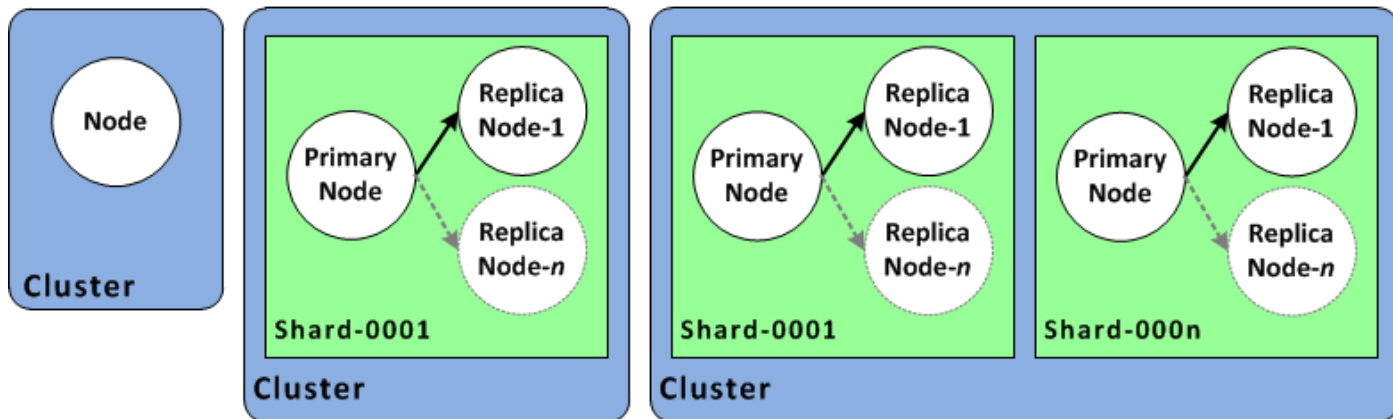 Node
Cluster
Primary
Node
Replica
Node-1
Replica
Node-n
Shard-0001
Cluster
Primary
Node
Replica
Node-1
Replica
Node-n
Shard-0001
Primary
Node
Replica
Node-1
Replica
Node-n
Shard-000n
Cluster